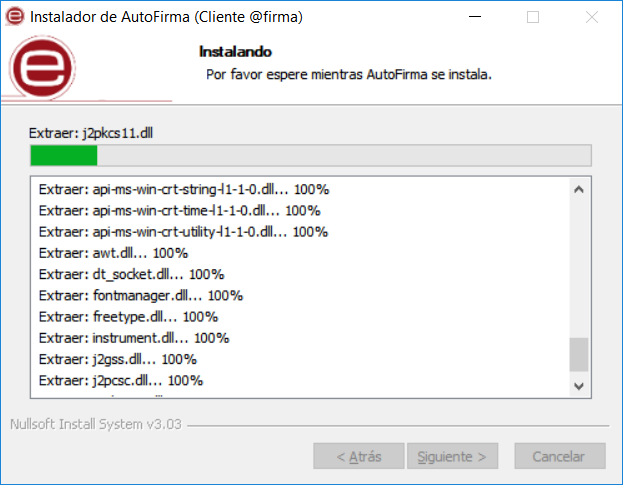 Instalador de AutoFirma (Cliente @firma)
Instalando
Por favor espere mientras AutoFirma se instala.
Extraer: j2pkcs11.dll
Extraer: api-ms-win-crt-string-l1-1-0.dll... 100%
Extraer: api-ms-win-crt-time-l1-1-0.dll... 100%
Extraer: api-ms-win-crt-utility-l1-1-0.dll... 100%
Extraer: awt.dll... 100%
Extraer: dt_socket.dll... 100%
Extraer: fontmanager.dll... 100%
Extraer: freetype.dll... 100%
Extraer: instrument.dll... 100%
Extraer: j2gss.dll... 100%
Extraer: j2pcsc.dll... 100%
Nullsoft Install System v3.03
< Atrás
Siguiente >
Cancelar